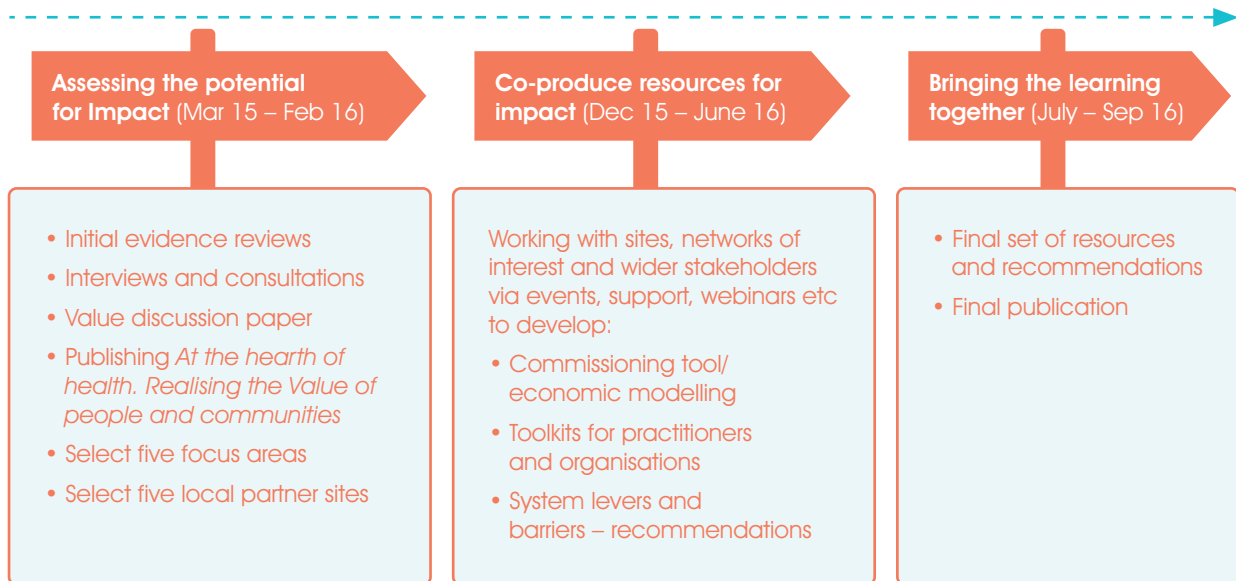 Assessing the potential
for Impact (Mar 15 – Feb 16)
• Initial evidence reviews
• Interviews and consultations
• Value discussion paper
• Publishing At the hearth of
health. Realising the Value of
people and communities
• Select five focus areas
• Select five local partner sites
Co-produce resources for
impact (Dec 15 – June 16)
Working with sites, networks of
interest and wider stakeholders
via events, support, webinars etc
to develop:
• Commissioning tool/
economic modelling
• Toolkits for practitioners
and organisations
• System levers and
barriers – recommendations
Bringing the learning
together (July – Sep 16)
• Final set of resources
and recommendations
• Final publication